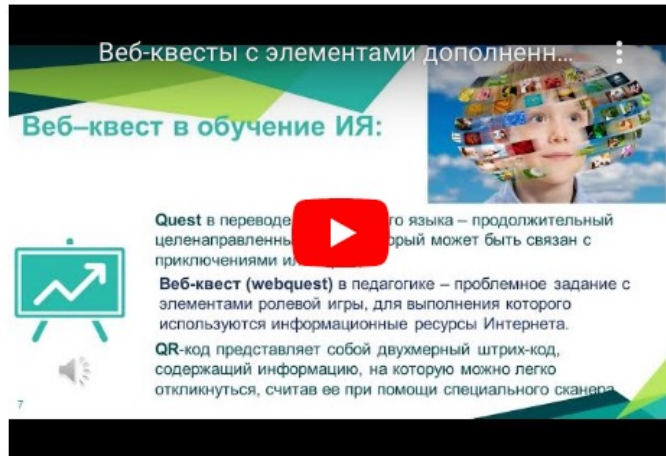 Веб-квесты с элементами дополненн...
Веб–квест в обучение ИЯ:
Quest в переводе го языка – продолжительный
целенаправленны орый может быть связан с
приключениями ил
Веб-квест (webquest) в педагогике – проблемное задание с
элементами ролевой игры, для выполнения которого
используются информационные ресурсы Интернета.
QR-код представляет собой двухмерный штрих-код,
содержащий информацию, на которую можно легко
откликнуться, считав ее при помощи специального сканера
7